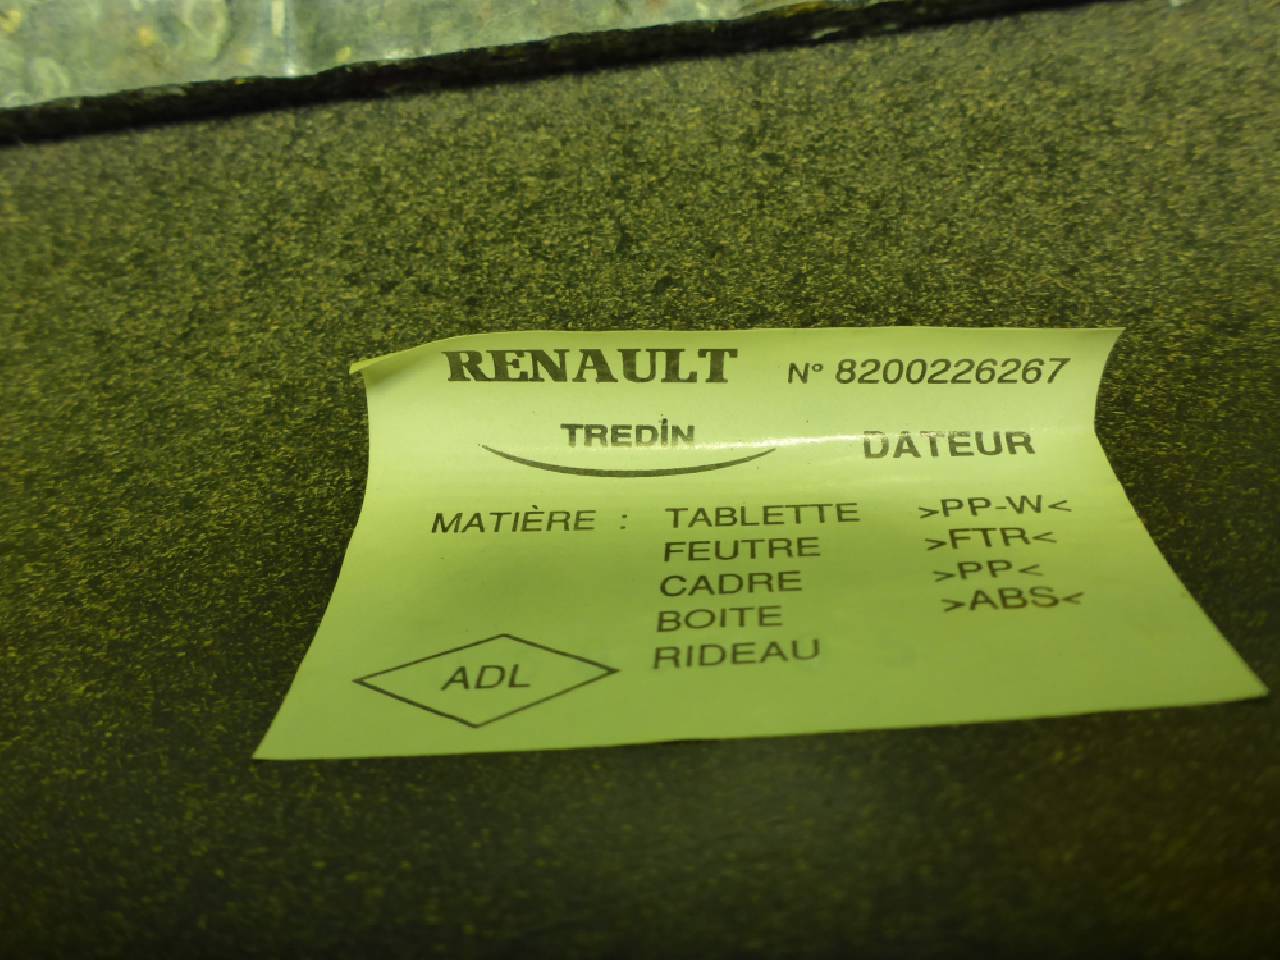 RENAULT N° 8200226267
TREDIN DATEUR
MATIÈRE : TABLETTE >PP-W<
FEUTRE >FTR<
CADRE >PP<
BOITE >ABS<
RIDEAU
ADL